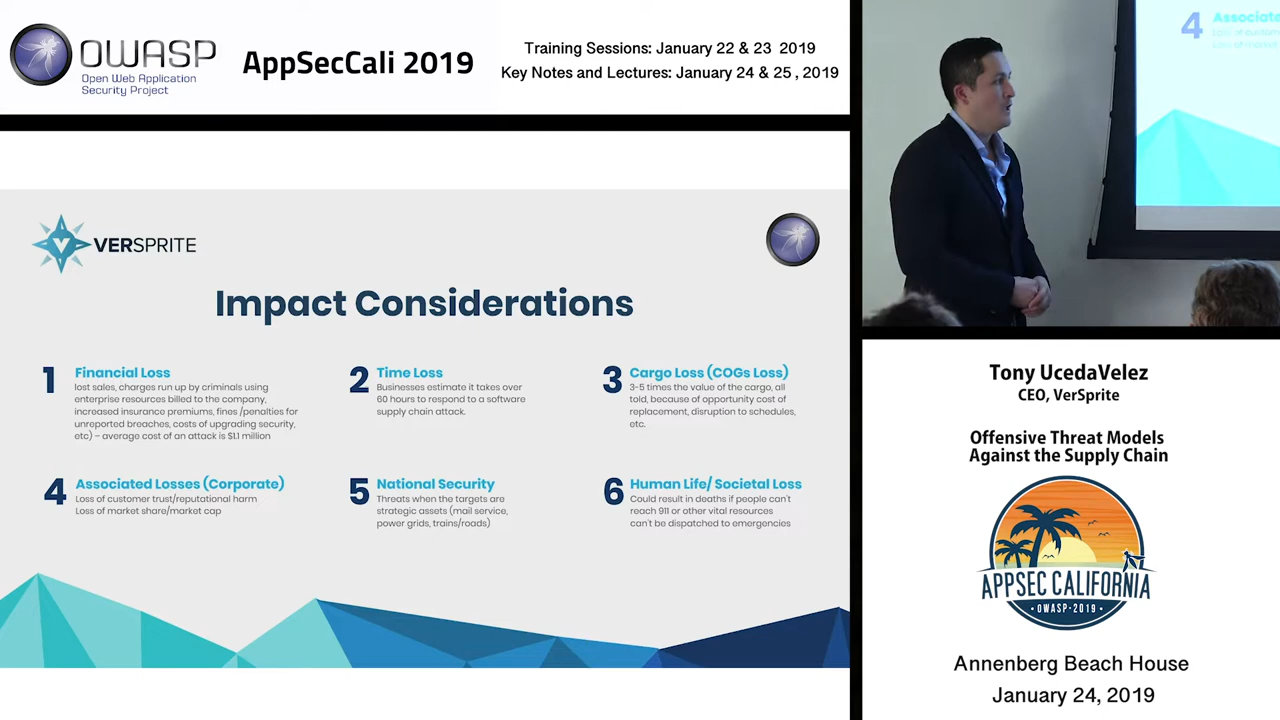 OWASP
Open Web Application
Security Project
AppSecCali 2019
Training Sessions: January 22 & 23 2019
Key Notes and Lectures: January 24 & 25 , 2019
VERSPRITE
Impact Considerations
1 Financial Loss
lost sales, charges run up by criminals using
enterprise resources billed to the company,
increased insurance premiums, fines /penalties for
unreported breaches, costs of upgrading security,
etc) – average cost of an attack is $1.1 million
2 Time Loss
Businesses estimate it takes over
60 hours to respond to a software
supply chain attack.
3 Cargo Loss (COGs Loss)
3-5 times the value of the cargo, all
told, because of opportunity cost of
replacement, disruption to schedules,
etc.
4 Associated Losses (Corporate)
Loss of customer trust/reputational harm
Loss of market share/market cap
5 National Security
Threats when the targets are
strategic assets (mail service,
power grids, trains/roads)
6 Human Life/ Societal Loss
Could result in deaths if people can't
reach 911 or other vital resources
can't be dispatched to emergencies
4 Associate
Loss of custom
Loss of market
Tony UcedaVelez
CEO, VerSprite
Offensive Threat Models
Against the Supply Chain
APPSEC CALIFORNIA
· OWASP·2019 ·
Annenberg Beach House
January 24, 2019